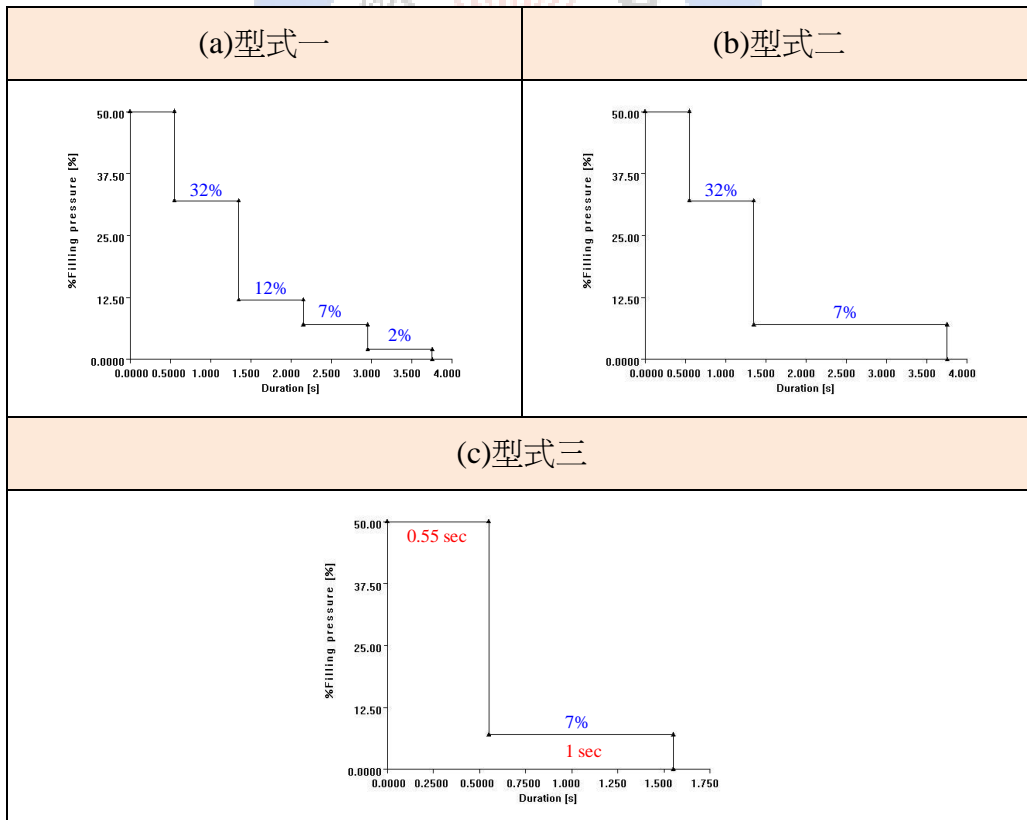 (a)型式一
(b)型式二
%Filling pressure [%]
50.00
37.50
25.00
12.50
0.0000
32%
12%
7%
2%
0.0000 0.5000 1.000 1.500 2.000 2.500 3.000 3.500 4.000
Duration [s]
%Filling pressure [%]
50.00
37.50
25.00
12.50
0.0000
32%
7%
0.0000 0.5000 1.000 1.500 2.000 2.500 3.000 3.500 4.000
Duration [s]
(c)型式三
%Filling pressure [%]
50.00
37.50
25.00
12.50
0.0000
0.55 sec
7%
1 sec
0.0000 0.2500 0.5000 0.7500 1.000 1.250 1.500 1.750
Duration [s]